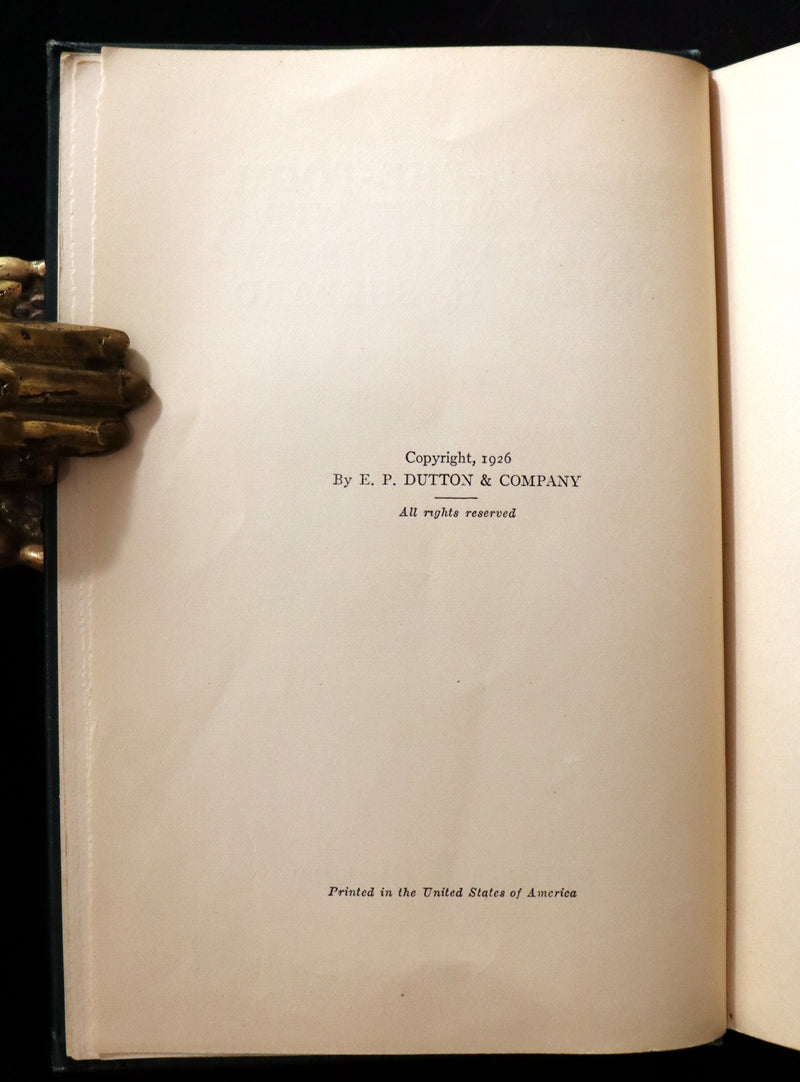 Copyright, 1926
By E. P. DUTTON & COMPANY
All rights reserved
Printed in the United States of America